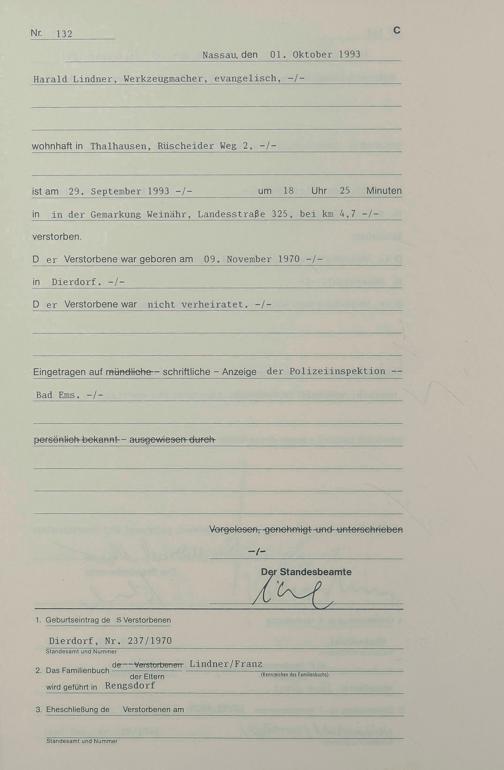 Nr. 132 C
Nassau, den 01. Oktober 1993
Harald Lindner, Werkzeugmacher, evangelisch, -/-
wohnhaft in Thalhausen, Rüscheider Weg 2, -/-
ist am 29. September 1993 -/- um 18 Uhr 25 Minuten
in in der Gemarkung Weinähr, Landesstraße 325, bei km 4,7 -/-
verstorben.
D er Verstorbene war geboren am 09. November 1970 -/-
in Dierdorf. -/-
D er Verstorbene war nicht verheiratet. -/-
Eingetragen auf mündliche – schriftliche – Anzeige der Polizeiinspektion --
Bad Ems. -/-
persönlich bekannt – ausgewiesen durch
Vorgelesen, genehmigt und unterschrieben
-/-
Der Standesbeamte
1. Geburtseintrag de s Verstorbenen
Dierdorf, Nr. 237/1970
Standesamt und Nummer
2. Das Familienbuch de Verstorbenen Lindner/Franz
der Eltern (Kennzeichen des Familienbuchs)
wird geführt in Rengsdorf
3. Eheschließung de Verstorbenen am
Standesamt und Nummer